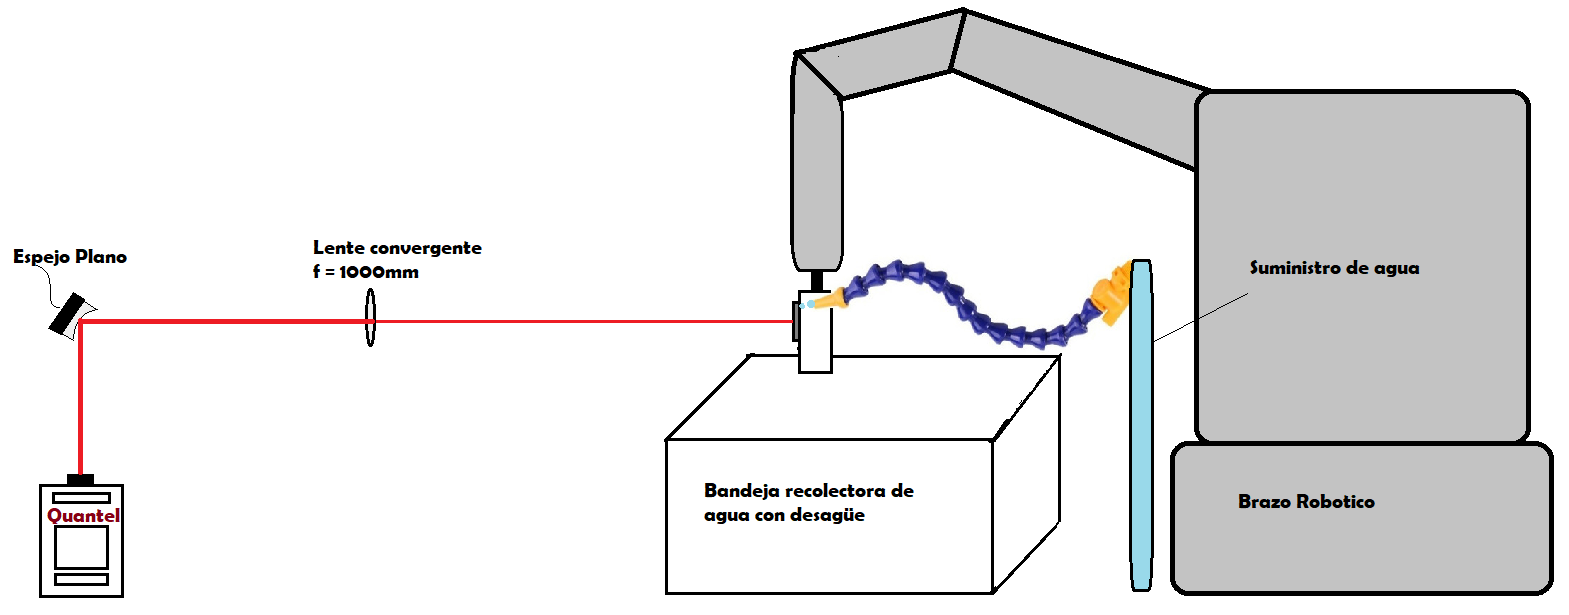 Espejo Plano
Lente convergente
f = 1000mm
Suministro de agua
Bandeja recolectora de
agua con desagüe
Quantel
Brazo Robotico